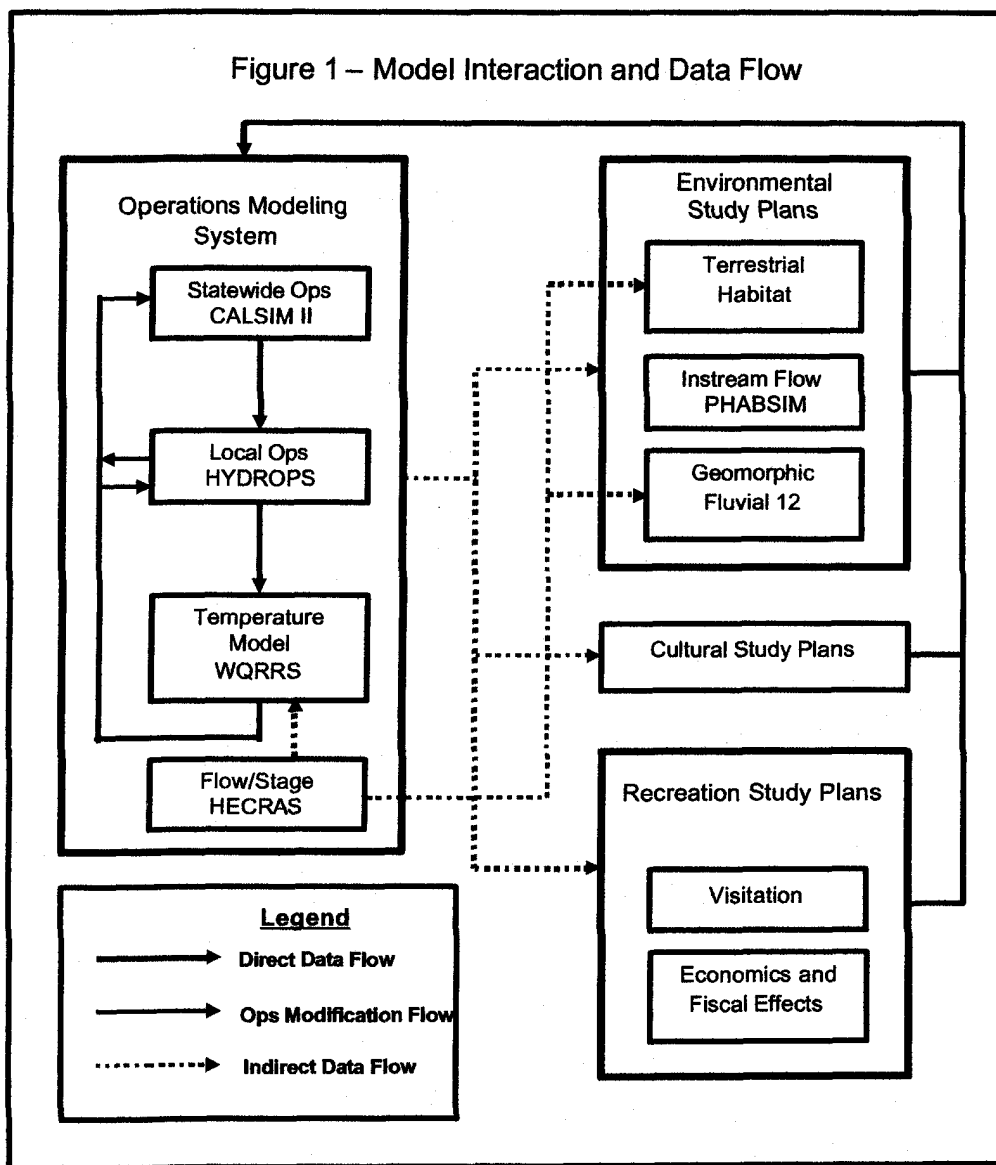 Figure 1 – Model Interaction and Data Flow
Operations Modeling
System
Statewide Ops
CALSIM II
Local Ops
HYDROPS
Temperature
Model
WQRRS
Flow/Stage
HECRAS
Environmental
Study Plans
Terrestrial
Habitat
Instream Flow
PHABSIM
Geomorphic
Fluvial 12
Cultural Study Plans
Recreation Study Plans
Visitation
Economics and
Fiscal Effects
Legend
Direct Data Flow
Ops Modification Flow
Indirect Data Flow